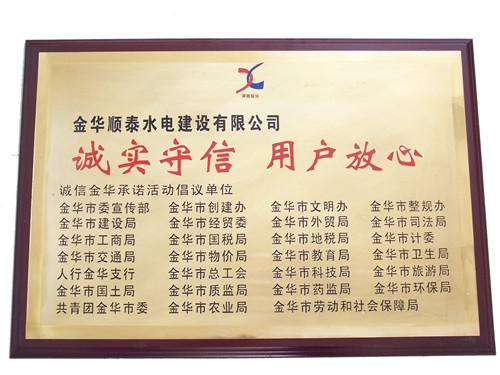 金华顺泰水电建设有限公司
诚实守信 用户放心
诚信金华承诺活动倡议单位
金华市委宣传部 金华市创建办 金华市文明办 金华市整规办
金华市建设局 金华市经贸委 金华市外贸局 金华市司法局
金华市工商局 金华市国税局 金华市地税局 金华市计委
金华市交通局 金华市物价局 金华市教育局 金华市卫生局
人行金华支行 金华市总工会 金华市科技局 金华市旅游局
金华市国土局 金华市质监局 金华市药监局 金华市环保局
共青团金华市委 金华市农业局 金华市劳动和社会保障局